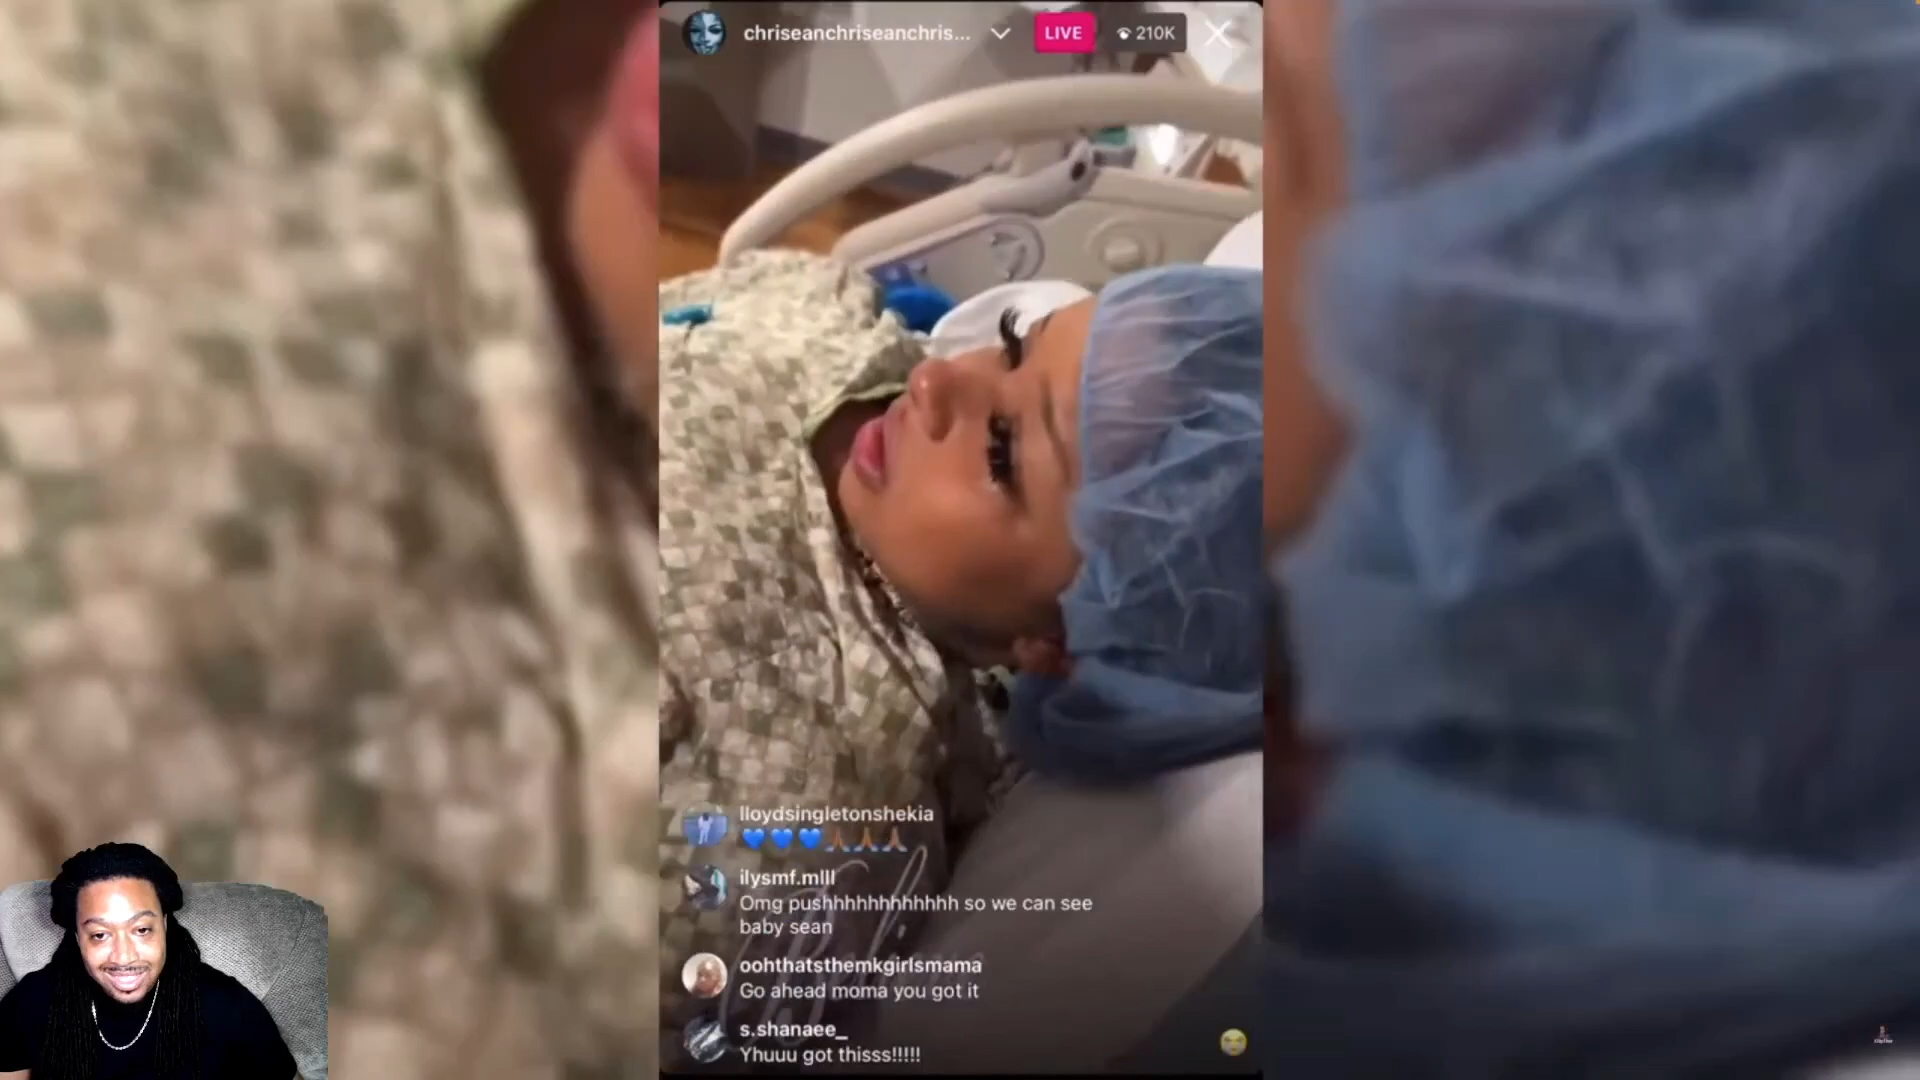 chriseanchriseanchris...
LIVE
210K
lloydsingletonshekia
💙💙💙🙏🏾🙏🏾🙏🏾
ilysmf.mlll
Omg pushhhhhhhhhhhh so we can see
baby sean
oohthatsthemkgirlsmama
Go ahead moma you got it
s.shanaee_
Yhuuu got thisss!!!!!